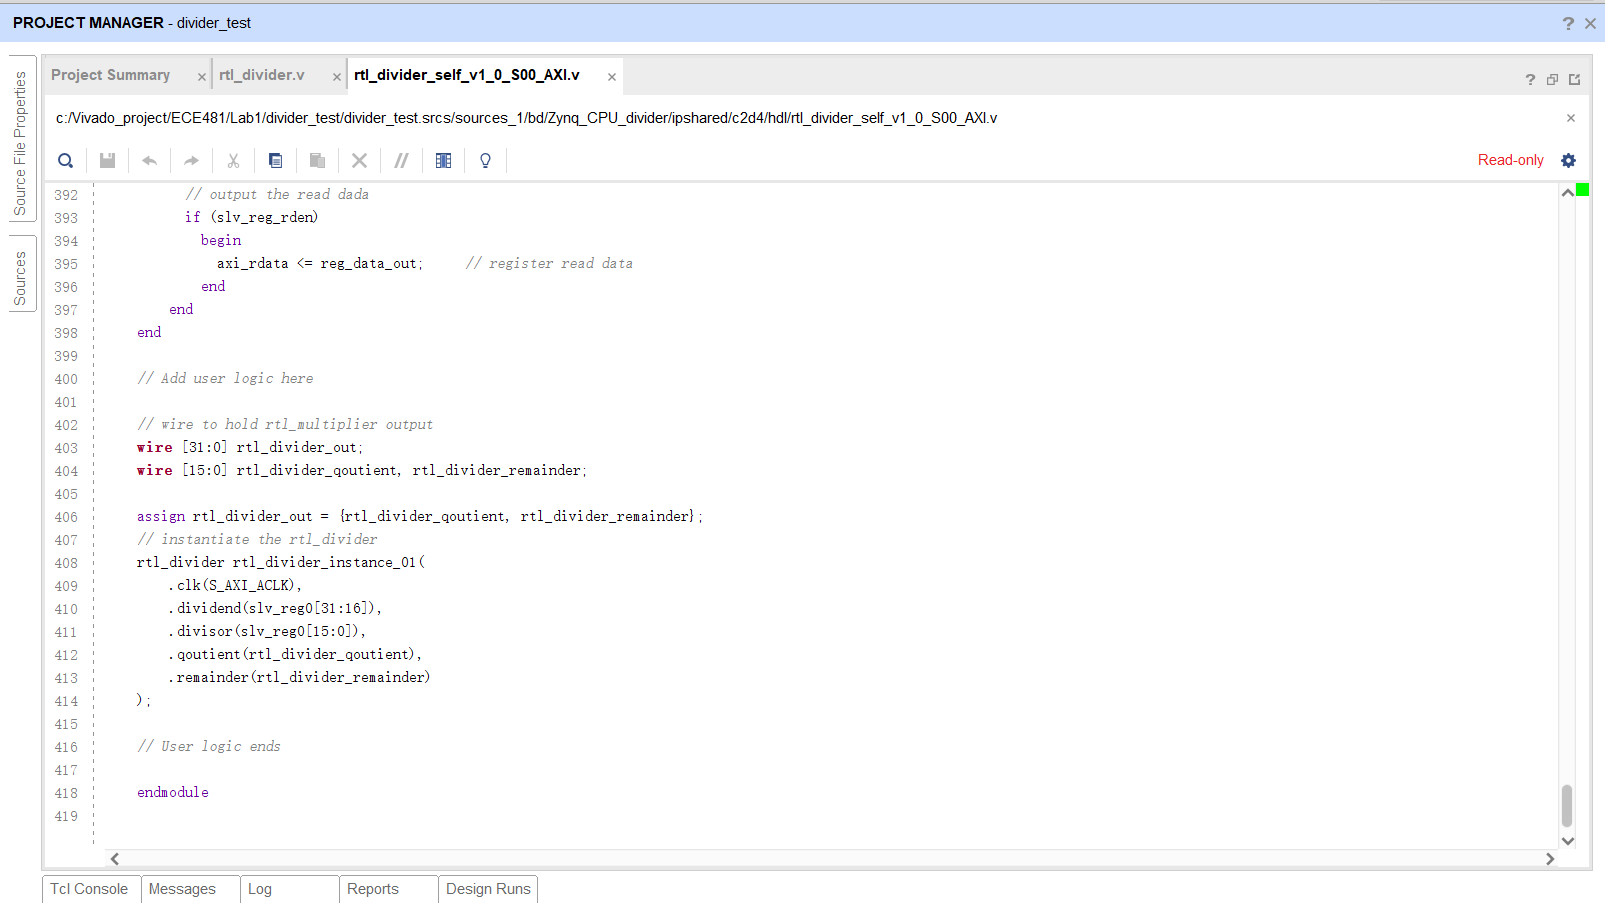 PROJECT MANAGER - divider_test
? ×
Source File Properties
Sources
Project Summary × rtl_divider.v × rtl_divider_self_v1_0_S00_AXI.v ×
?
c:/Vivado_project/ECE481/Lab1/divider_test/divider_test.srcs/sources_1/bd/Zynq_CPU_divider/ipshared/c2d4/hdl/rtl_divider_self_v1_0_S00_AXI.v ×
// Read-only
392 // output the read dada
393 if (slv_reg_rden)
394 begin
395 axi_rdata <= reg_data_out; // register read data
396 end
397 end
398 end
399
400 // Add user logic here
401
402 // wire to hold rtl_multiplier output
403 wire [31:0] rtl_divider_out;
404 wire [15:0] rtl_divider_qoutient, rtl_divider_remainder;
405
406 assign rtl_divider_out = {rtl_divider_qoutient, rtl_divider_remainder};
407 // instantiate the rtl_divider
408 rtl_divider rtl_divider_instance_01(
409 .clk(S_AXI_ACLK),
410 .dividend(slv_reg0[31:16]),
411 .divisor(slv_reg0[15:0]),
412 .qoutient(rtl_divider_qoutient),
413 .remainder(rtl_divider_remainder)
414 );
415
416 // User logic ends
417
418 endmodule
419
Tcl Console Messages Log Reports Design Runs